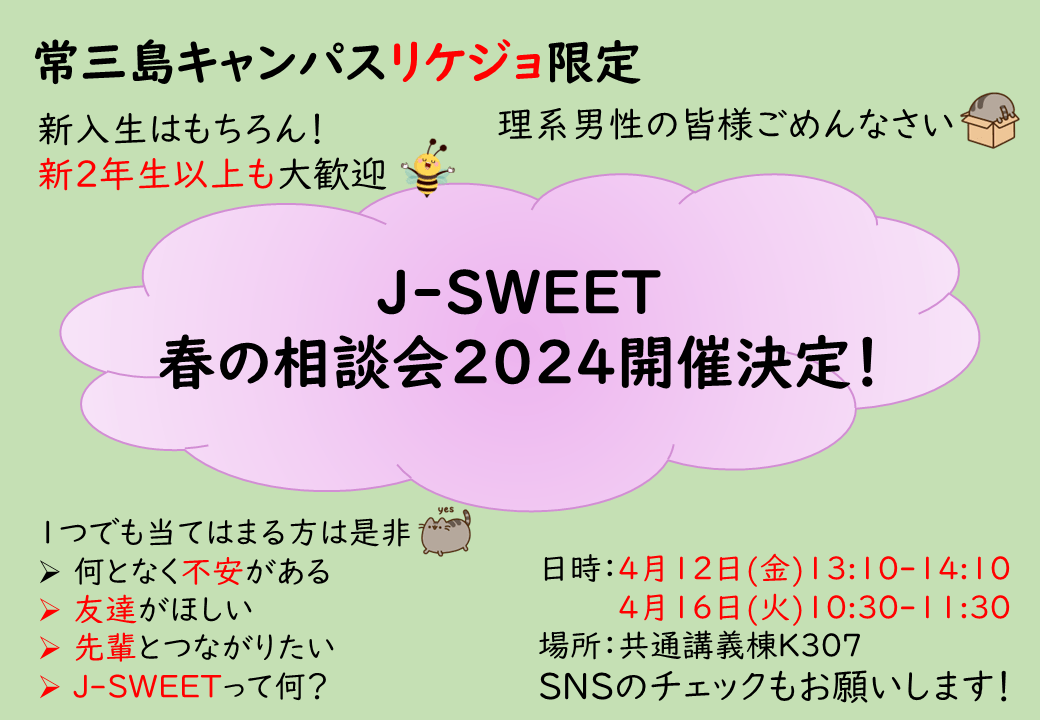 常三島キャンパスリケジョ限定
新入生はもちろん！
新2年生以上も大歓迎
理系男性の皆様ごめんなさい
J-SWEET
春の相談会2024開催決定！
1つでも当てはまる方は是非
yes
➢ 何となく不安がある
➢ 友達がほしい
➢ 先輩とつながりたい
➢ J-SWEETって何？
日時：4月12日(金)13:10-14:10
4月16日(火)10:30-11:30
場所：共通講義棟K307
SNSのチェックもお願いします！